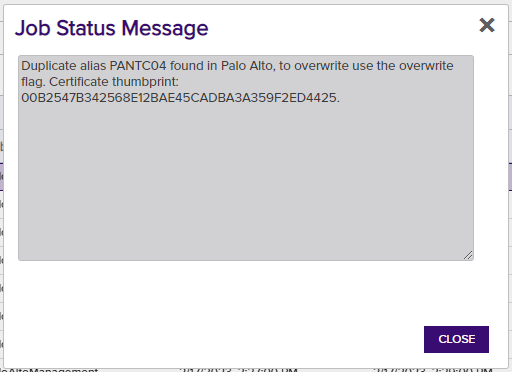 Job Status Message
Duplicate alias PANTC04 found in Palo Alto, to overwrite use the overwrite
flag. Certificate thumbprint:
00B2547B342568E12BAE45CADBA3A359F2ED4425.
CLOSE